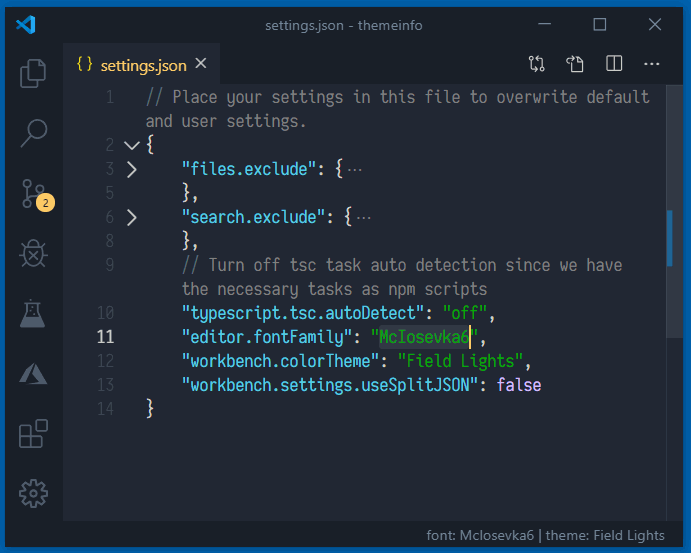 settings.json - themeinfo
{} settings.json ×
1 // Place your settings in this file to overwrite default
and user settings.
2 {
3 "files.exclude": {···
5 },
6 "search.exclude": {···
8 },
9 // Turn off tsc task auto detection since we have
the necessary tasks as npm scripts
10 "typescript.tsc.autoDetect": "off",
11 "editor.fontFamily": "McIosevka6",
12 "workbench.colorTheme": "Field Lights",
13 "workbench.settings.useSplitJSON": false
14 }
2
font: McIosevka6 | theme: Field Lights